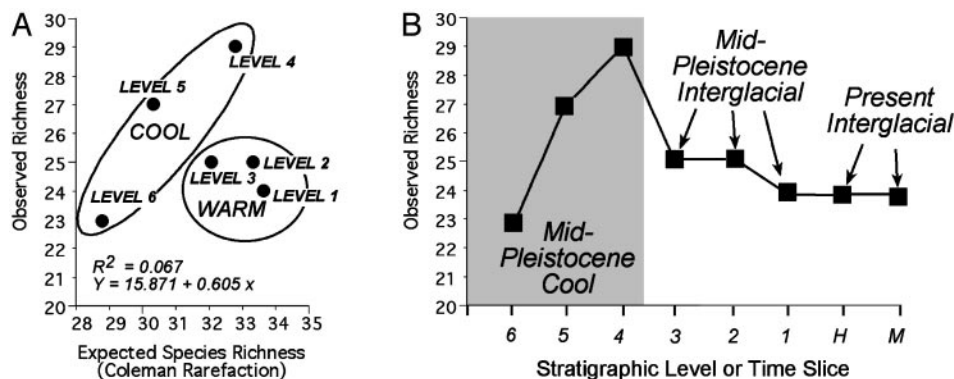 A
Observed Richness
30
29
28
27
26
25
24
23
22
21
20
LEVEL 4
LEVEL 5
COOL
LEVEL 6
LEVEL 2
LEVEL 3
LEVEL 1
WARM
R² = 0.067
Y = 15.871 + 0.605 x
28 29 30 31 32 33 34 35
Expected Species Richness
(Coleman Rarefaction)
B
Observed Richness
30
29
28
27
26
25
24
23
22
21
20
Mid-
Pleistocene
Interglacial
Present
Interglacial
Mid-
Pleistocene
Cool
6 5 4 3 2 1 H M
Stratigraphic Level or Time Slice